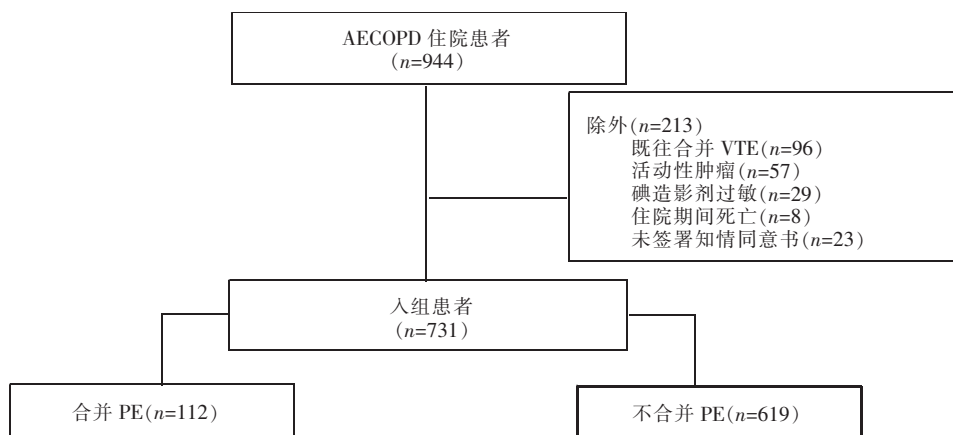 AECOPD 住院患者
(n=944)
除外(n=213)
既往合并 VTE(n=96)
活动性肿瘤(n=57)
碘造影剂过敏(n=29)
住院期间死亡(n=8)
未签署知情同意书(n=23)
入组患者
(n=731)
合并 PE(n=112)
不合并 PE(n=619)